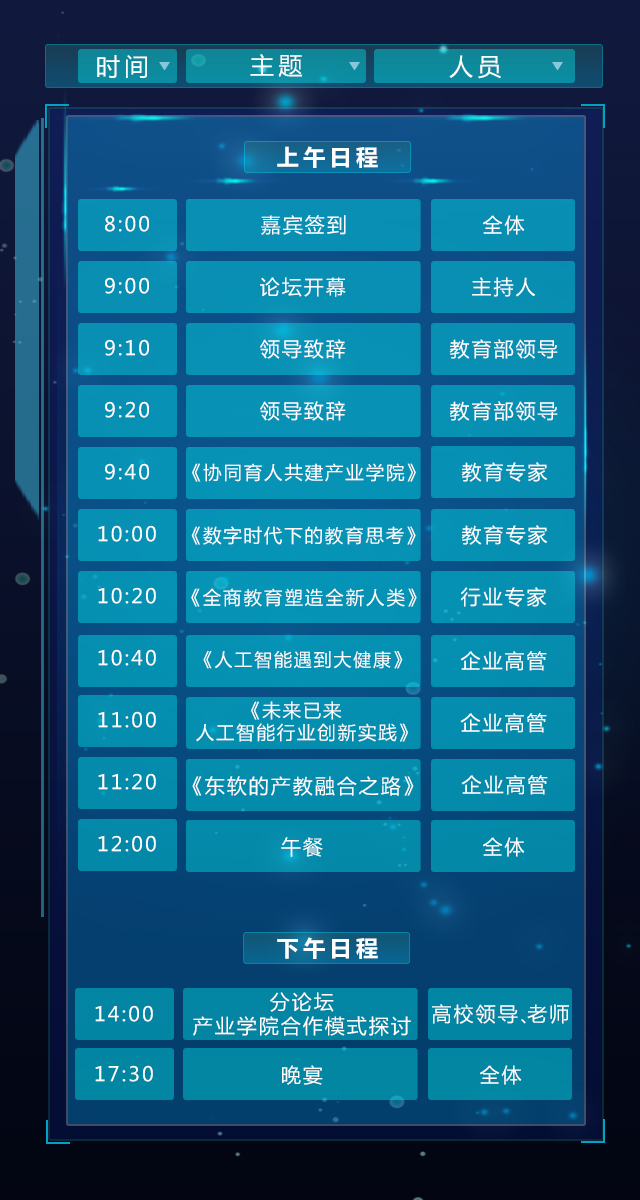 时间 主题 人员
上午日程
8:00 嘉宾签到 全体
9:00 论坛开幕 主持人
9:10 领导致辞 教育部领导
9:20 领导致辞 教育部领导
9:40 《协同育人共建产业学院》 教育专家
10:00 《数字时代下的教育思考》 教育专家
10:20 《全商教育塑造全新人类》 行业专家
10:40 《人工智能遇到大健康》 企业高管
11:00 《未来已来
人工智能行业创新实践》 企业高管
11:20 《东软的产教融合之路》 企业高管
12:00 午餐 全体
下午日程
14:00 分论坛
产业学院合作模式探讨 高校领导、老师
17:30 晚宴 全体